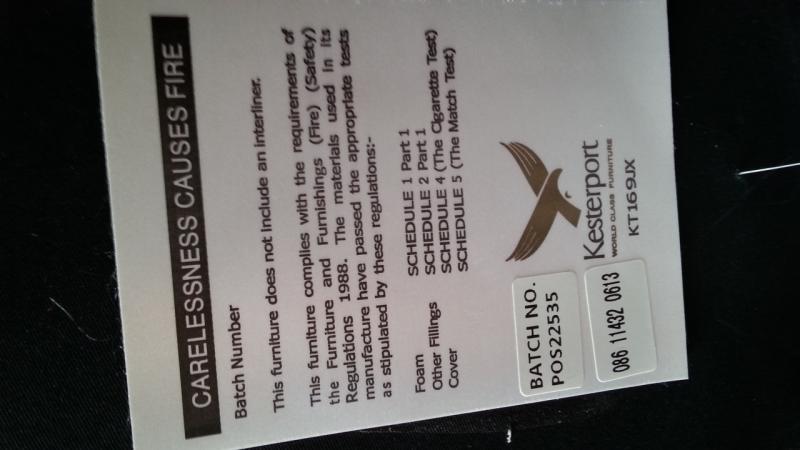 CARELESSNESS CAUSES FIRE
Batch Number
This furniture does not include an interliner.
This furniture complies with the requirements of
the Furniture and Furnishings (Fire) (Safety)
Regulations 1988. The materials used in its
manufacture have passed the appropriate tests
as stipulated by these regulations:-
Foam SCHEDULE 1 Part 1
Other Fillings SCHEDULE 2 Part 1
Cover SCHEDULE 4 (The Cigarette Test)
SCHEDULE 5 (The Match Test)
BATCH NO.
POS22535
086 11432 0613
Kesterport
WORLD CLASS FURNITURE
KT169JX